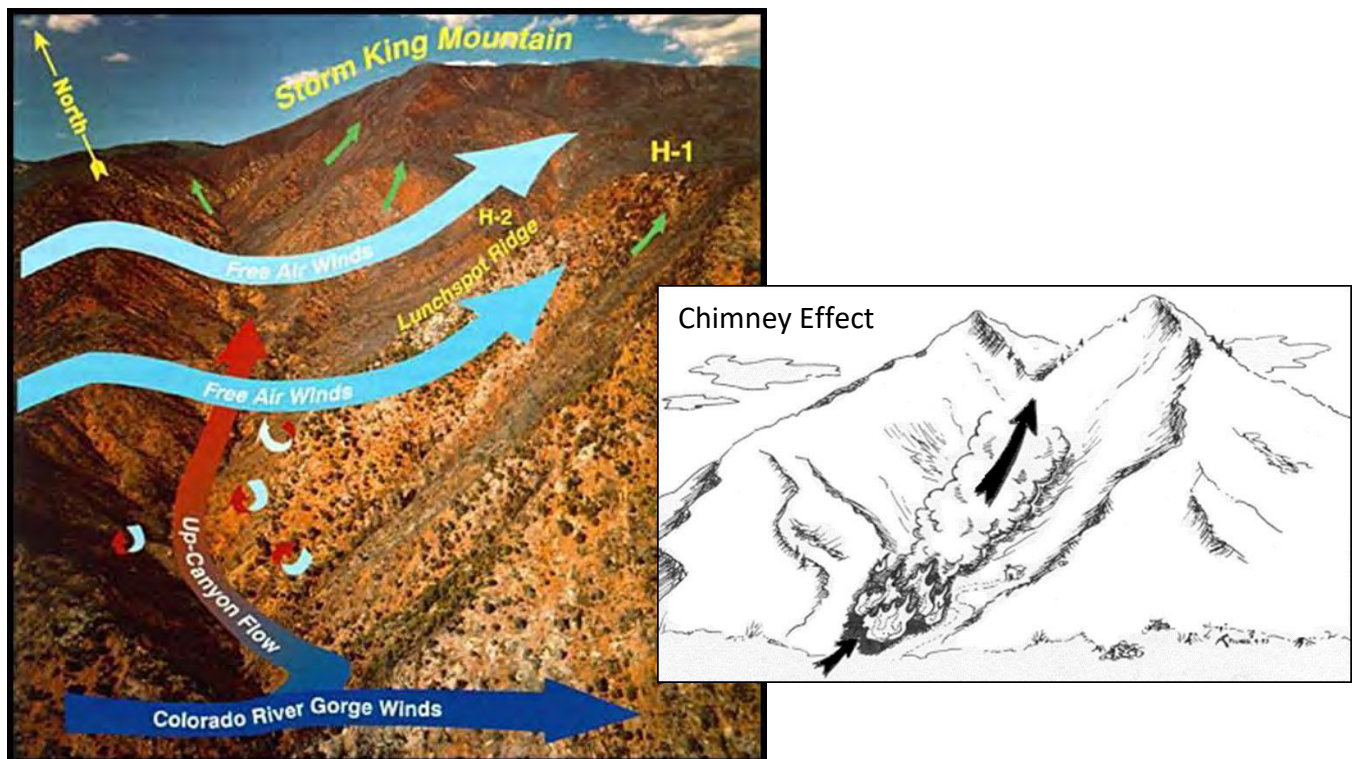 North
Storm King Mountain
H-1
H-2
Free Air Winds
Lunchspot Ridge
Free Air Winds
Up-Canyon Flow
Colorado River Gorge Winds
Chimney Effect